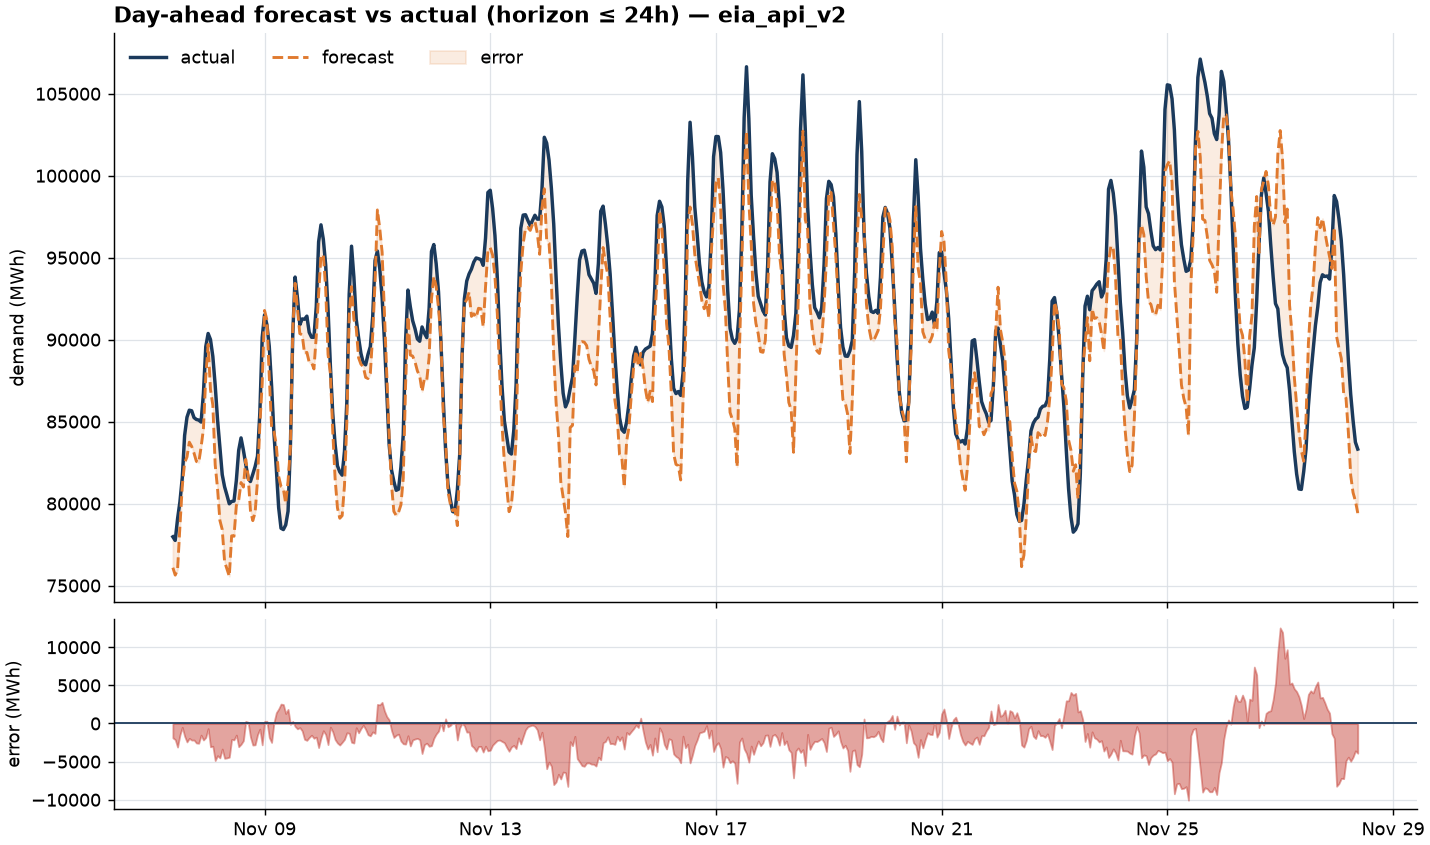 Day-ahead forecast vs actual (horizon ≤ 24h) — eia_api_v2
actual forecast error
demand (MWh)
105000
100000
95000
90000
85000
80000
75000
error (MWh)
10000
5000
0
−5000
−10000
Nov 09 Nov 13 Nov 17 Nov 21 Nov 25 Nov 29